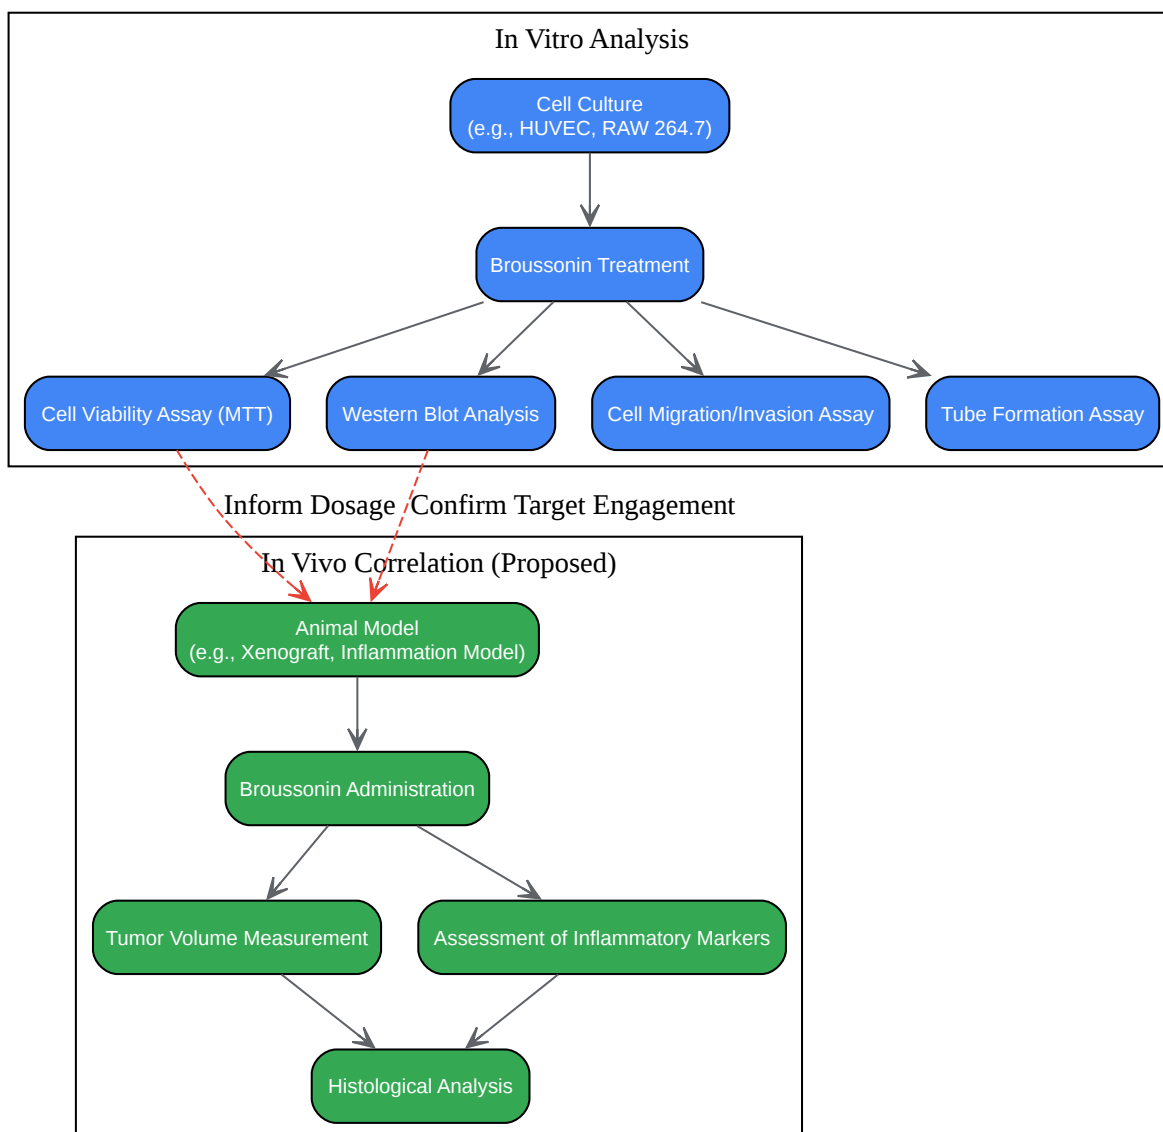 In Vitro Analysis
Cell Culture
(e.g., HUVEC, RAW 264.7)
Broussonin Treatment
Cell Viability Assay (MTT)
Western Blot Analysis
Cell Migration/Invasion Assay
Tube Formation Assay
Inform Dosage
Confirm Target Engagement
In Vivo Correlation (Proposed)
Animal Model
(e.g., Xenograft, Inflammation Model)
Broussonin Administration
Tumor Volume Measurement
Assessment of Inflammatory Markers
Histological Analysis